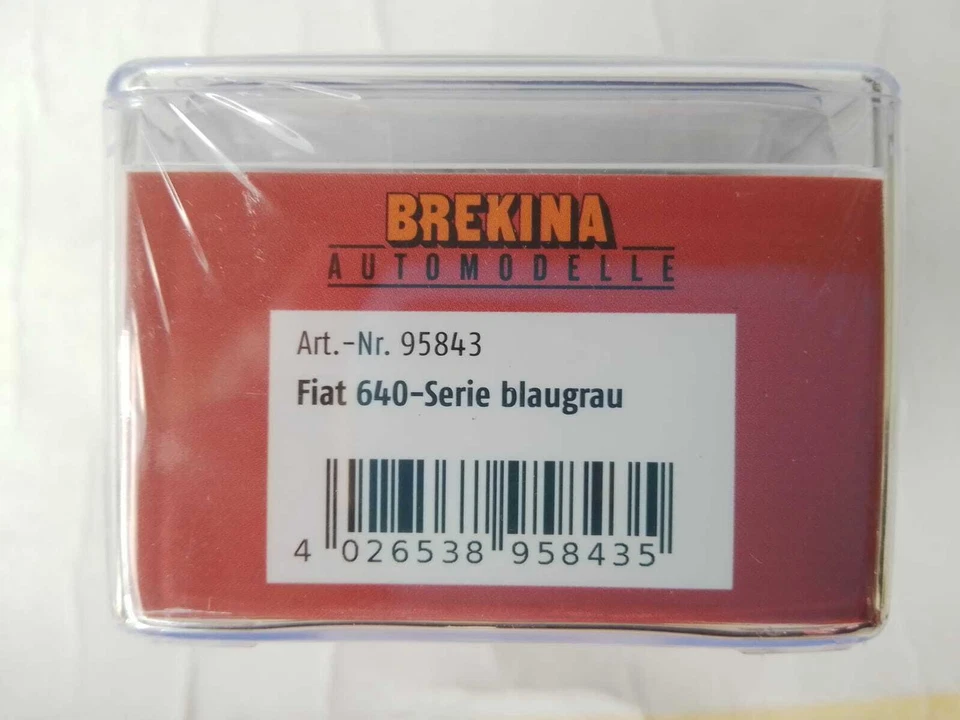 BREKINA
AUTOMODELLE
Art.-Nr. 95843
Fiat 640-Serie blaugrau
4 026538 958435